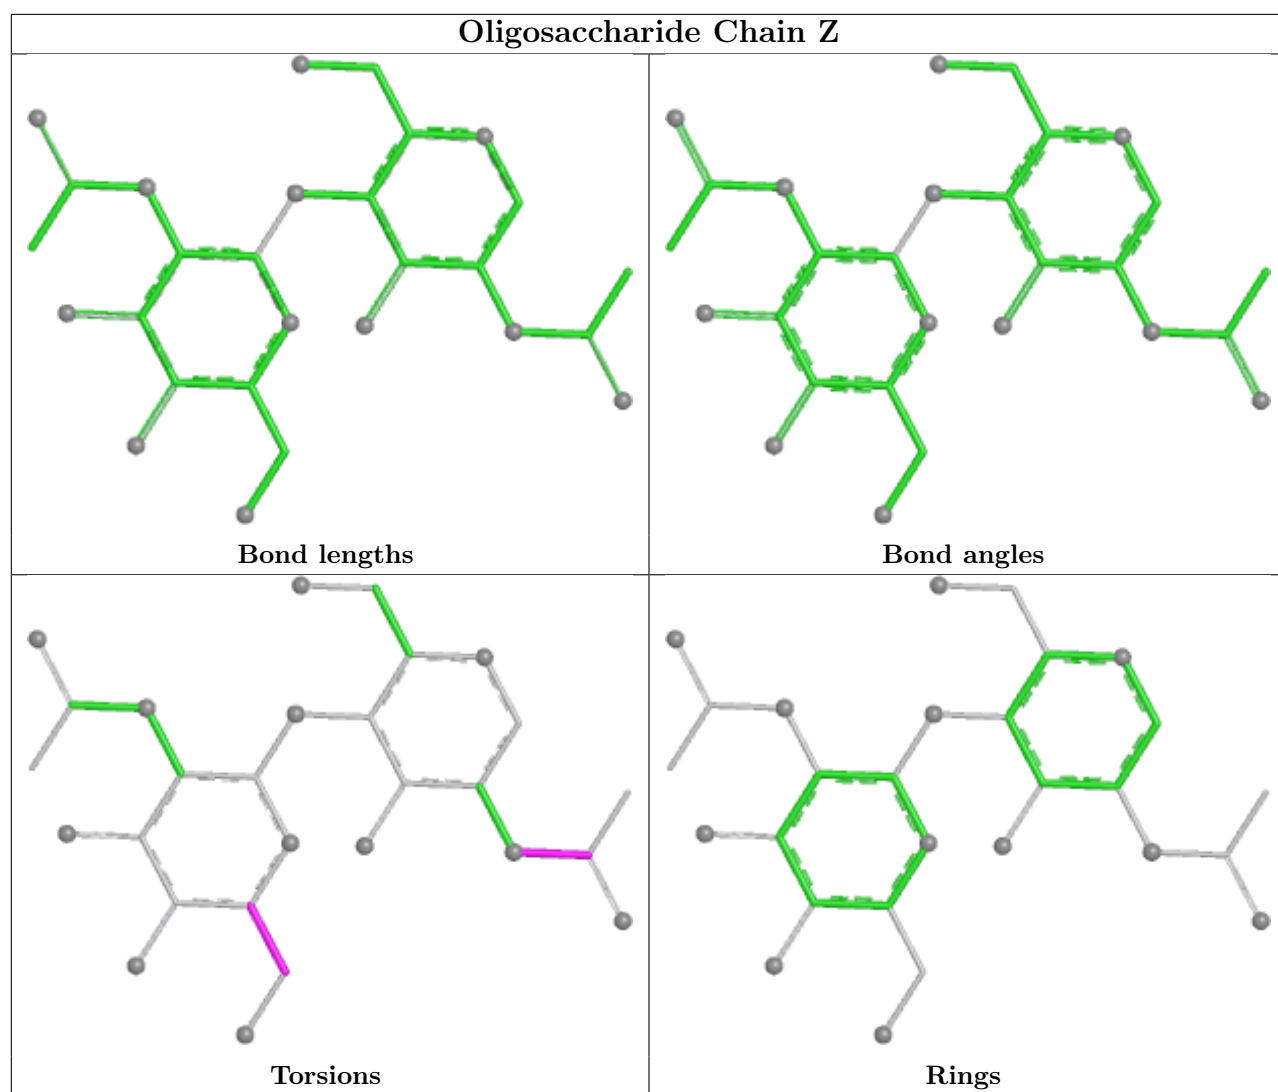 Oligosaccharide Chain Z
Bond lengths
Bond angles
Torsions
Rings